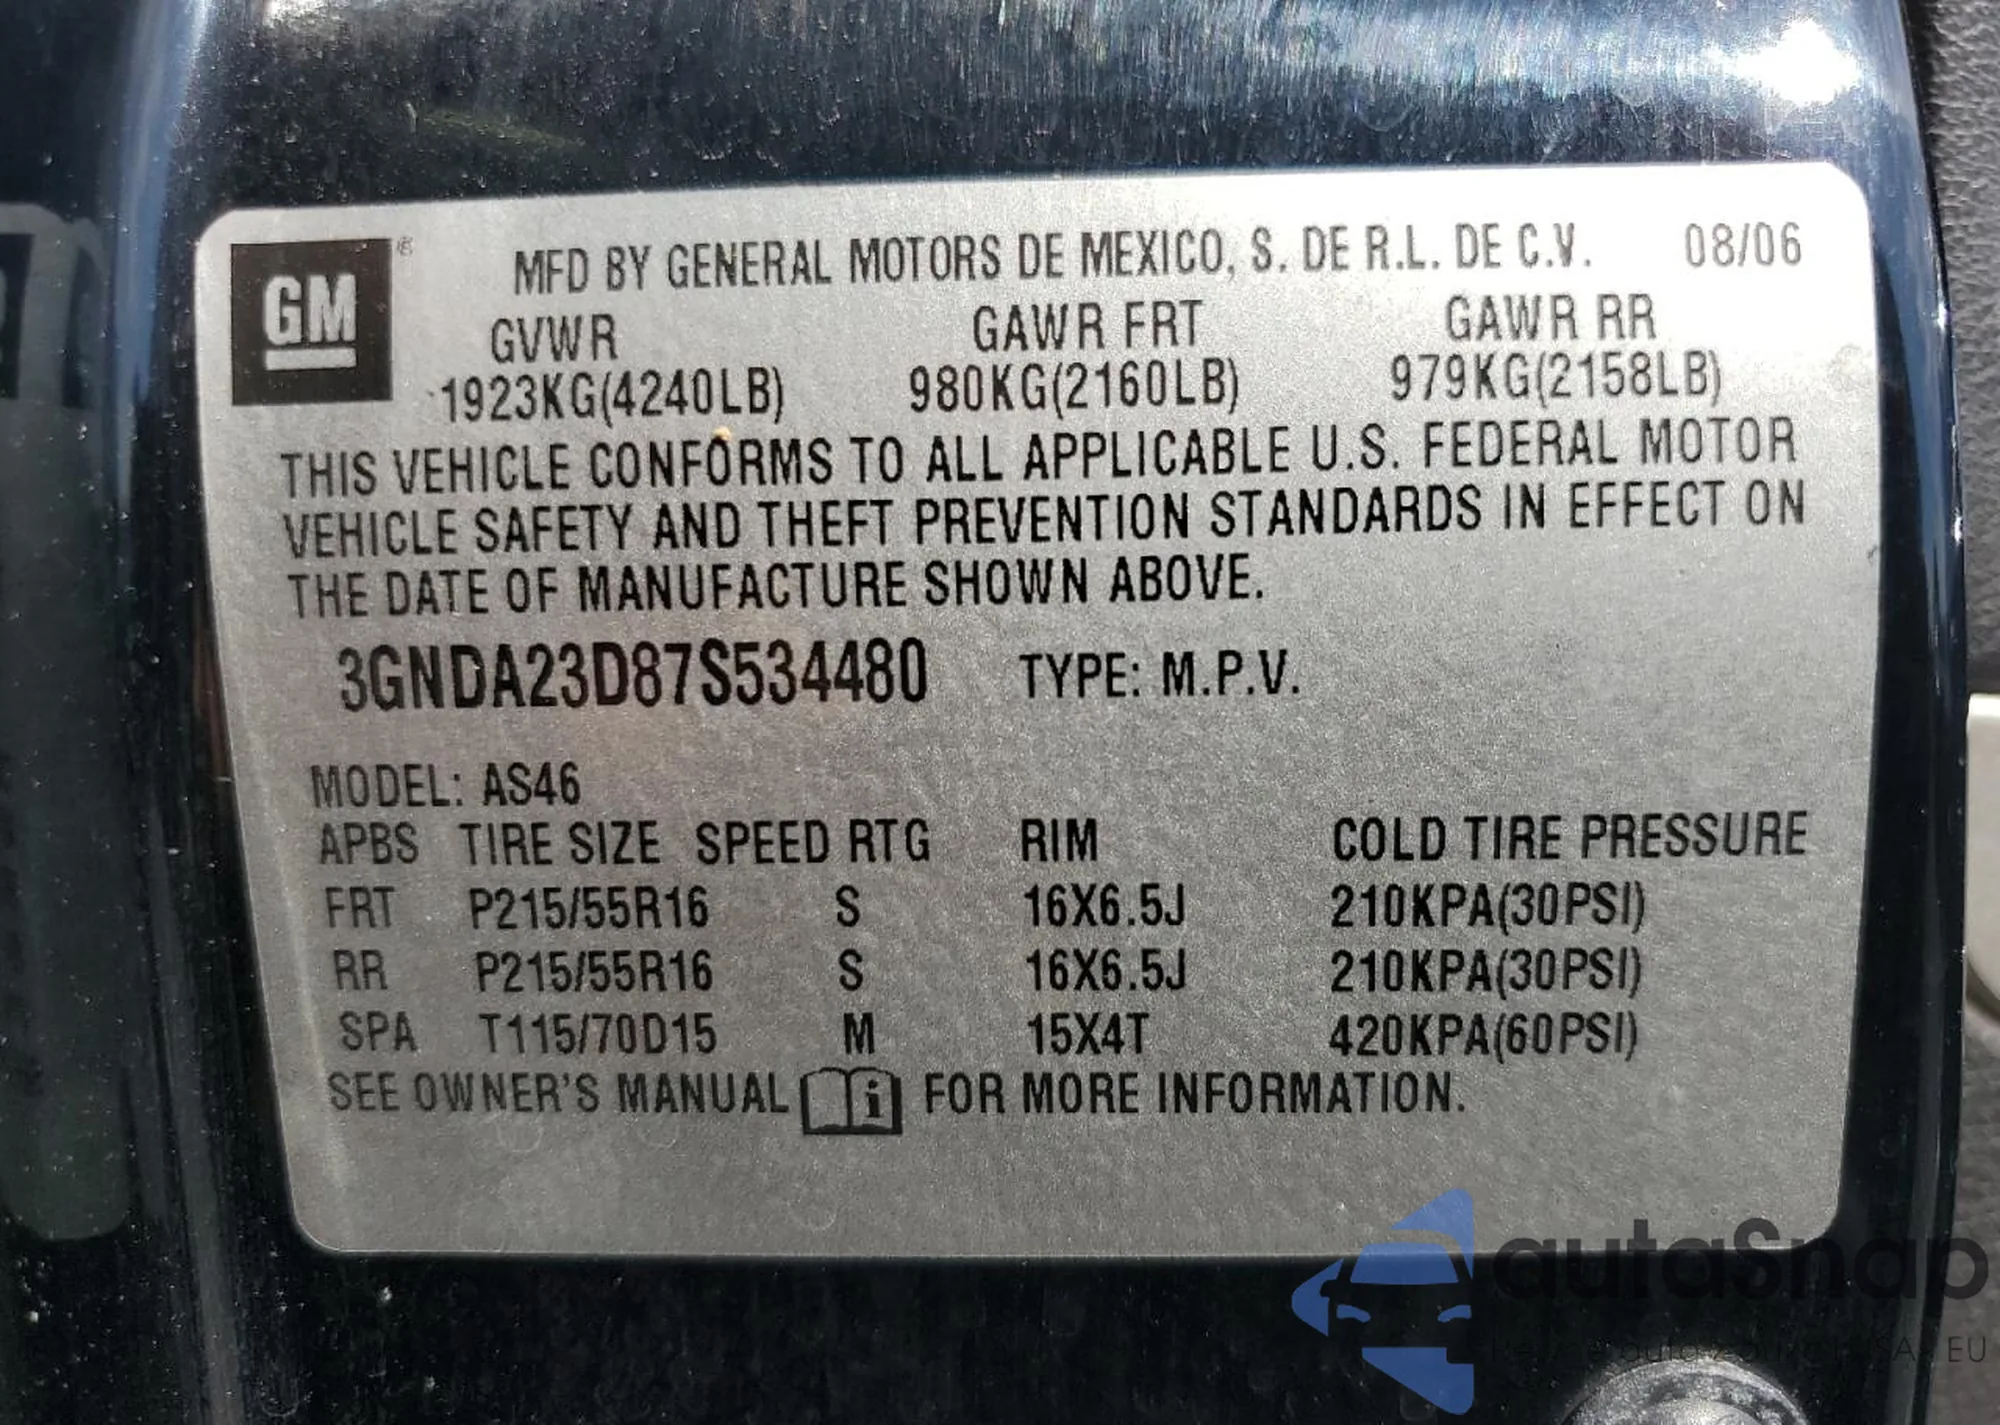 GM ® MFD BY GENERAL MOTORS DE MEXICO, S. DE R.L. DE C.V. 08/06
GVWR GAWR FRT GAWR RR
1923KG(4240LB) 980KG(2160LB) 979KG(2158LB)
THIS VEHICLE CONFORMS TO ALL APPLICABLE U.S. FEDERAL MOTOR
VEHICLE SAFETY AND THEFT PREVENTION STANDARDS IN EFFECT ON
THE DATE OF MANUFACTURE SHOWN ABOVE.
3GNDA23D87S534480 TYPE: M.P.V.
MODEL: AS46
APBS TIRE SIZE SPEED RTG RIM COLD TIRE PRESSURE
FRT P215/55R16 S 16X6.5J 210KPA(30PSI)
RR P215/55R16 S 16X6.5J 210KPA(30PSI)
SPA T115/70D15 M 15X4T 420KPA(60PSI)
SEE OWNER'S MANUAL i FOR MORE INFORMATION.
autaSnap
EU